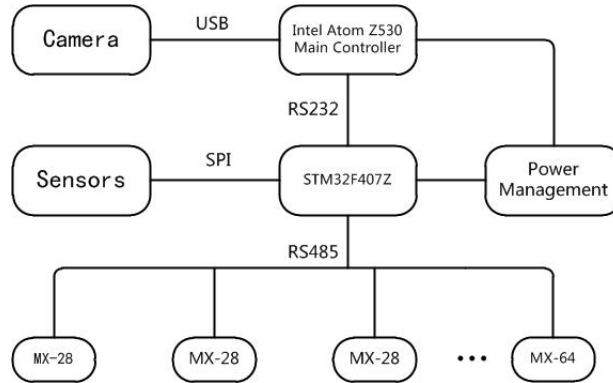 Camera
USB
Intel Atom Z530
Main Controller
RS232
Sensors
SPI
STM32F407Z
Power
Management
RS485
MX-28
MX-28
MX-28
•••
MX-64